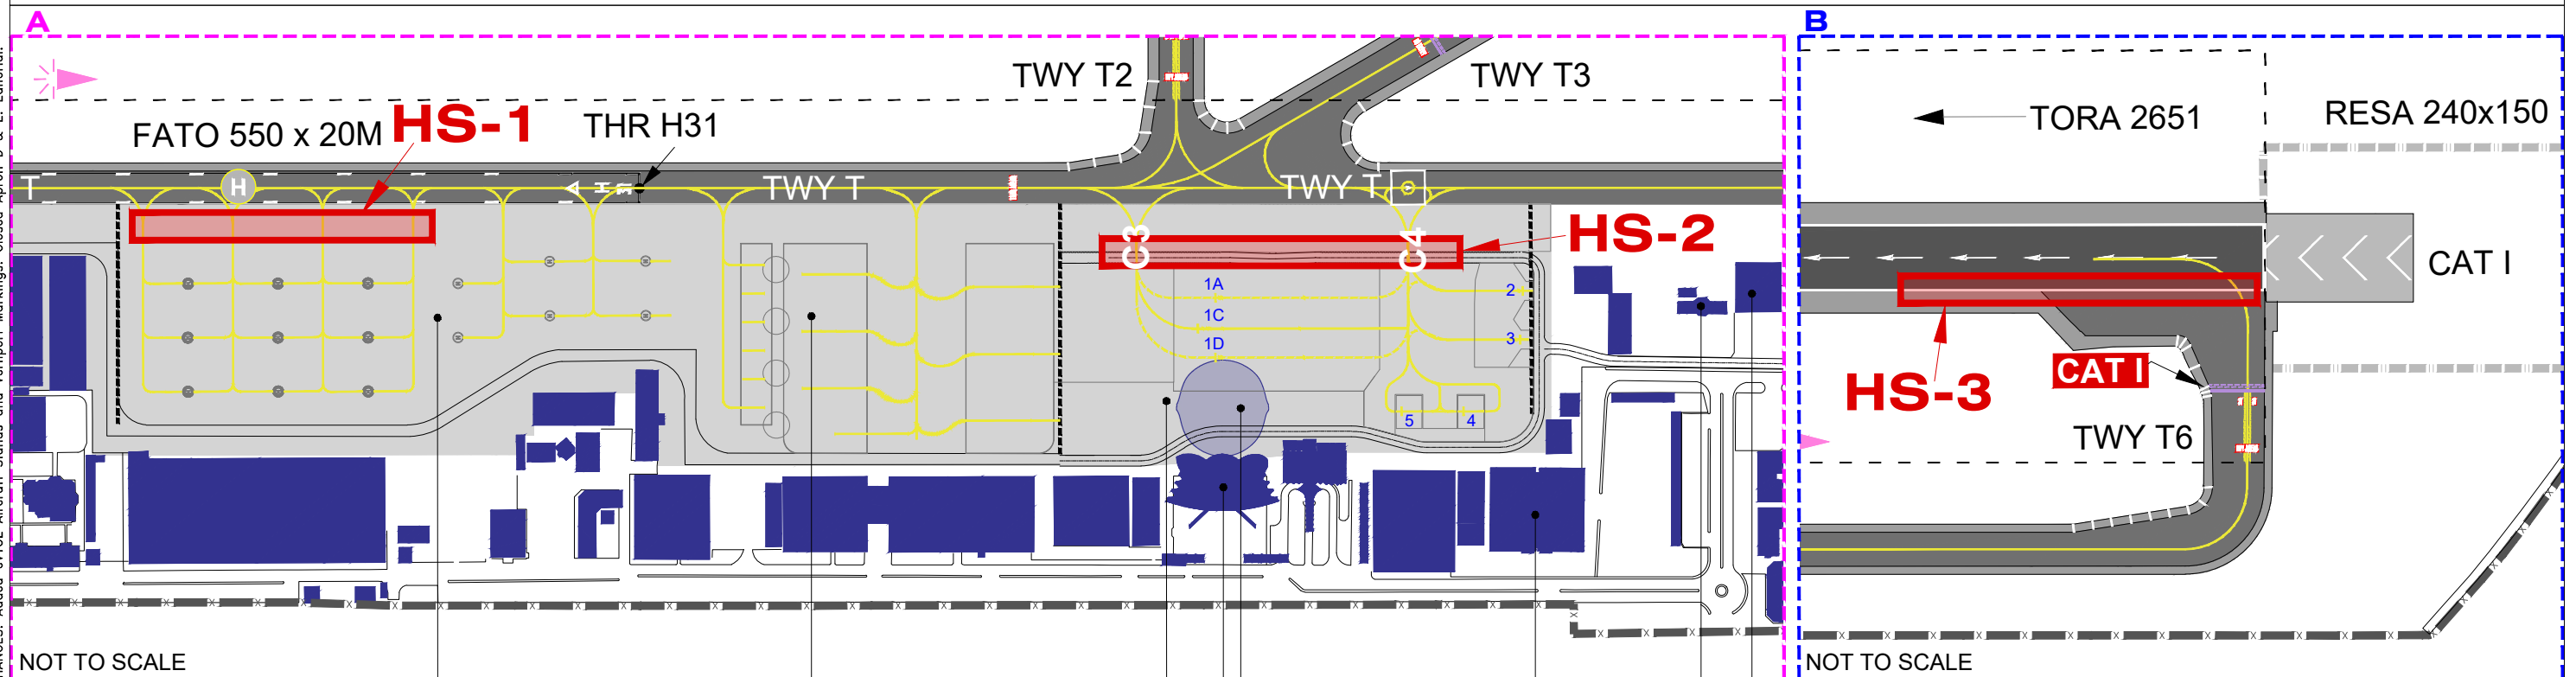 A
B
TWY T2
TWY T3
TORA 2651
RESA 240x150
FATO 550 x 20M
HS-1
THR H31
T
H
TWY T
TWY T
C3
C4
HS-2
CAT I
1A
1C
1D
2
3
5
4
CAT I
HS-3
TWY T6
NOT TO SCALE
NOT TO SCALE